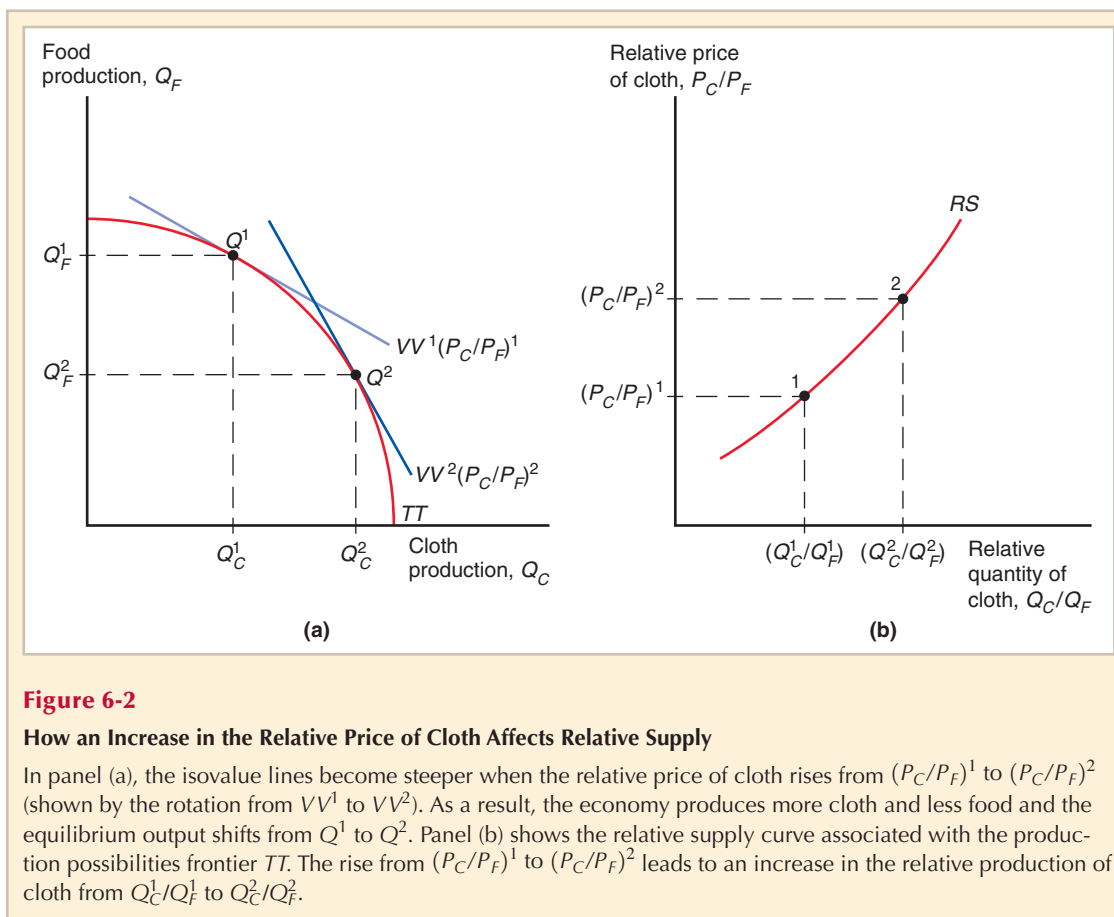 Food
production, Q_F
Q_F^1
Q^1
VV^1(P_C/P_F)^1
Q_F^2
Q^2
VV^2(P_C/P_F)^2
TT
Q_C^1
Q_C^2
Cloth
production, Q_C
(a)
Relative price
of cloth, P_C/P_F
RS
(P_C/P_F)^2
2
(P_C/P_F)^1
1
(Q_C^1/Q_F^1)
(Q_C^2/Q_F^2)
Relative
quantity of
cloth, Q_C/Q_F
(b)
Figure 6-2
How an Increase in the Relative Price of Cloth Affects Relative Supply
In panel (a), the isovalue lines become steeper when the relative price of cloth rises from (P_C/P_F)^1 to (P_C/P_F)^2
(shown by the rotation from VV^1 to VV^2). As a result, the economy produces more cloth and less food and the
equilibrium output shifts from Q^1 to Q^2. Panel (b) shows the relative supply curve associated with the produc-
tion possibilities frontier TT. The rise from (P_C/P_F)^1 to (P_C/P_F)^2 leads to an increase in the relative production of
cloth from Q_C^1/Q_F^1 to Q_C^2/Q_F^2.